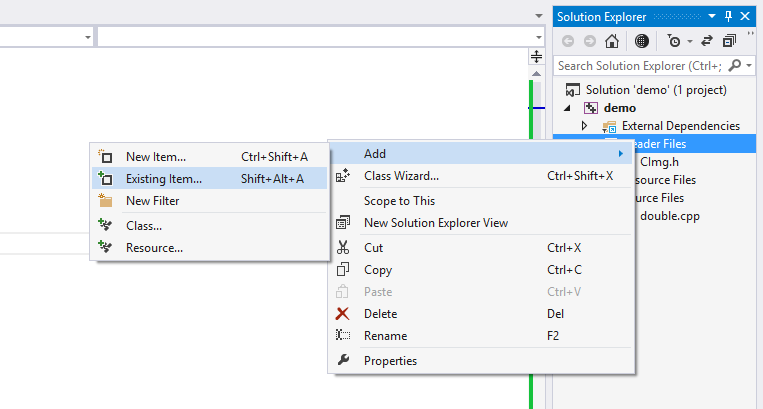 Solution Explorer
Search Solution Explorer (Ctrl+;
Solution 'demo' (1 project)
demo
External Dependencies
eader Files
CImg.h
source Files
urce Files
double.cpp
Add
Class Wizard... Ctrl+Shift+X
Scope to This
New Solution Explorer View
Cut Ctrl+X
Copy Ctrl+C
Paste Ctrl+V
Delete Del
Rename F2
Properties
New Item... Ctrl+Shift+A
Existing Item... Shift+Alt+A
New Filter
Class...
Resource...